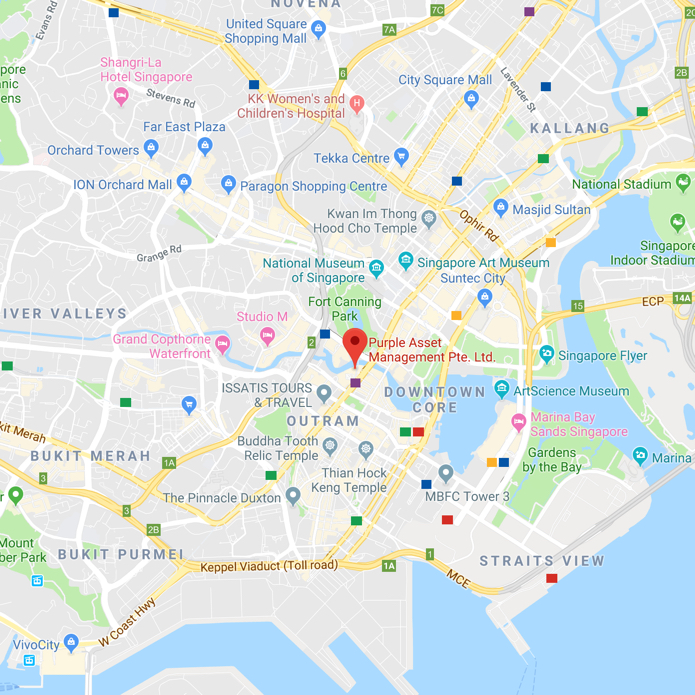 NOVENA
Evans Rd
7C
2C
United Square
Shopping Mall
7A
Shangri-La
Hotel Singapore
Stevens Rd
6
City Square Mall
2B
Lavender St
KK Women's and
Children's Hospital
pore
nic
ens
Far East Plaza
KALLANG
Orchard Towers
Tekka Centre
ION Orchard Mall
Paragon Shopping Centre
National Stadium
Masjid Sultan
Kwan Im Thong
Hood Cho Temple
Ophir Rd
Grange Rd
Singapore
Indoor Stadium
National Museum
of Singapore
Singapore Art Museum
Suntec City
Fort Canning
Park
ECP
14A
15
IVER VALLEYS
Studio M
Grand Copthorne
Waterfront
2
Purple Asset
Management Pte. Ltd.
Singapore Flyer
ISSATIS TOURS
& TRAVEL
DOWNTOWN
CORE
ArtScience Museum
OUTRAM
Marina Bay
Sands Singapore
kit Merah
Buddha Tooth
Relic Temple
Gardens
by the Bay
BUKIT MERAH
1A
Marina
Thian Hock
Keng Temple
3
The Pinnacle Duxton
MBFC Tower 3
r
3
2B
Mount
ber Park
BUKIT PURMEI
Keppel Viaduct (Toll road)
1A
1
STRAITS VIEW
MCE
W Coast Hwy
VivoCity